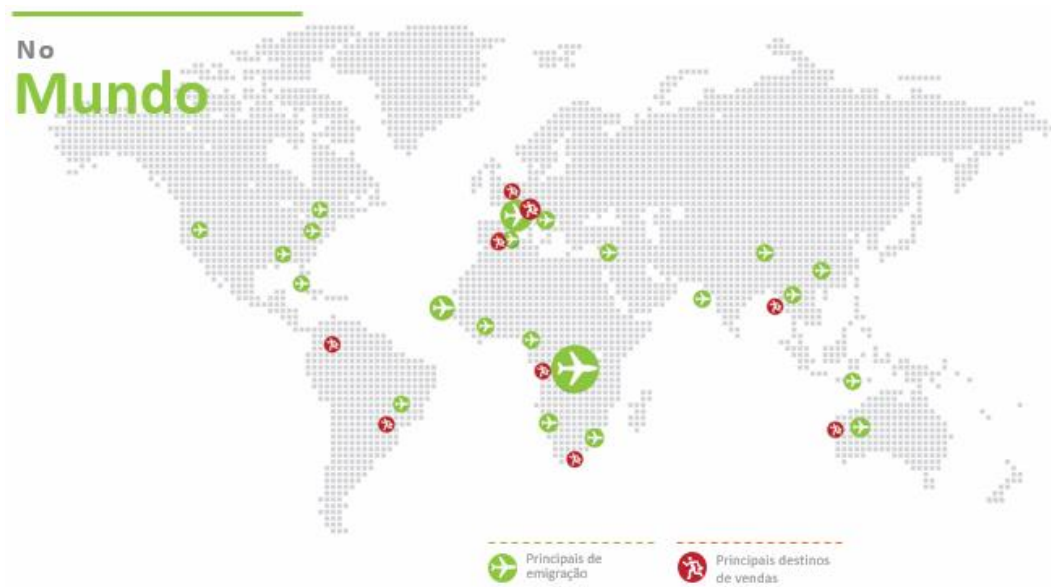 No
Mundo
Principais de
emigração
Principais destinos
de vendas